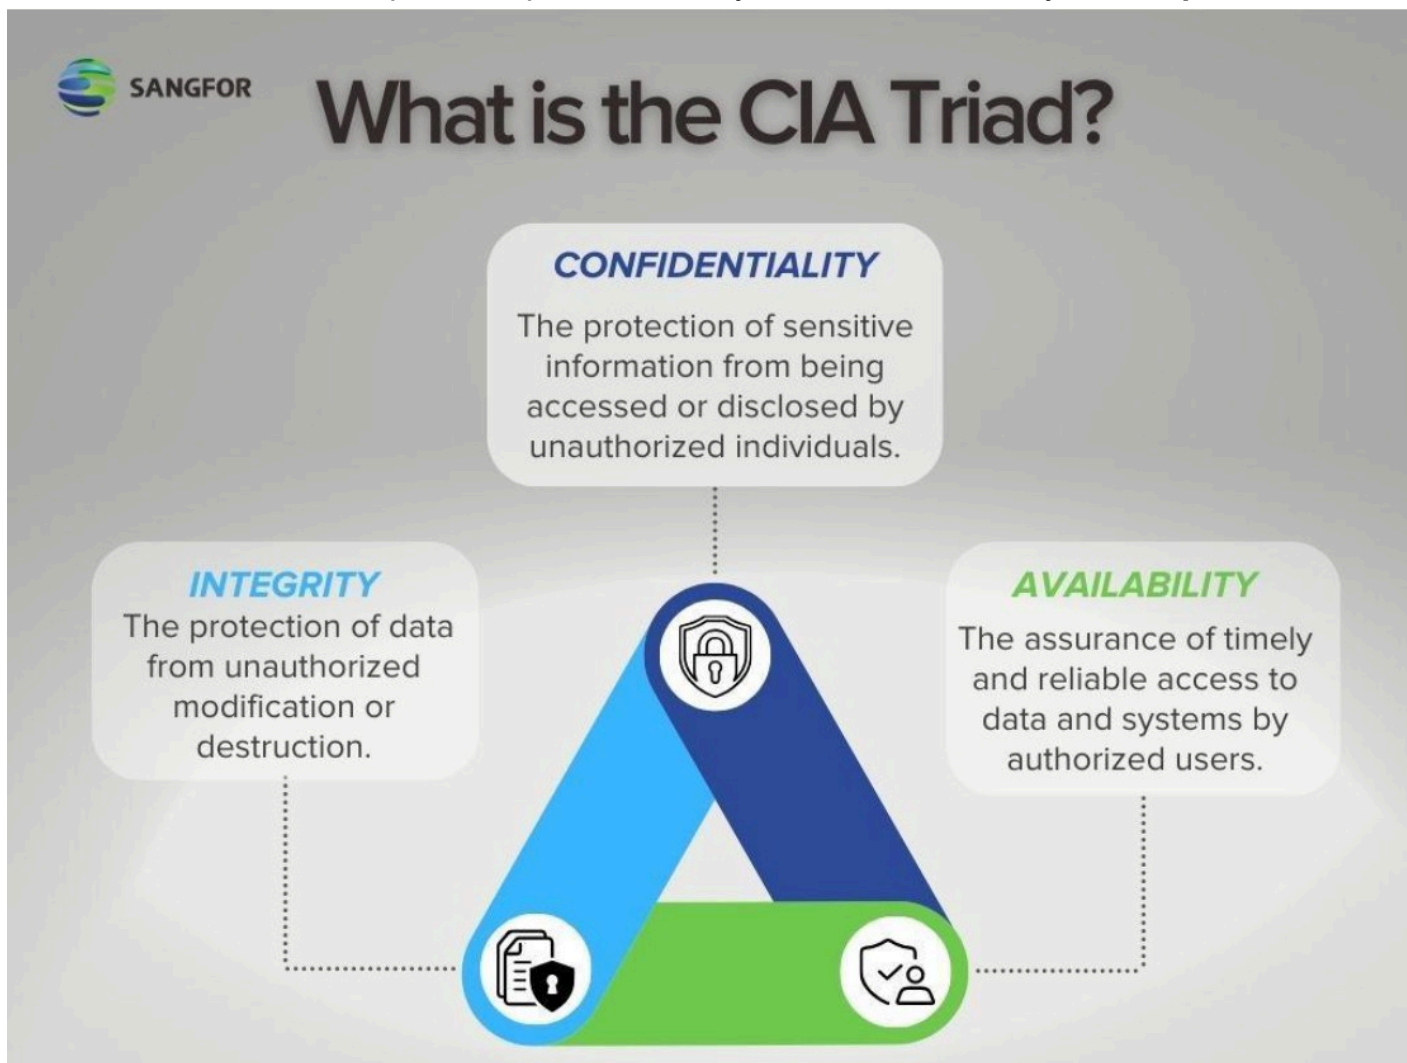 SANGFOR
What is the CIA Triad?
CONFIDENTIALITY
The protection of sensitive
information from being
accessed or disclosed by
unauthorized individuals.
INTEGRITY
The protection of data
from unauthorized
modification or
destruction.
AVAILABILITY
The assurance of timely
and reliable access to
data and systems by
authorized users.